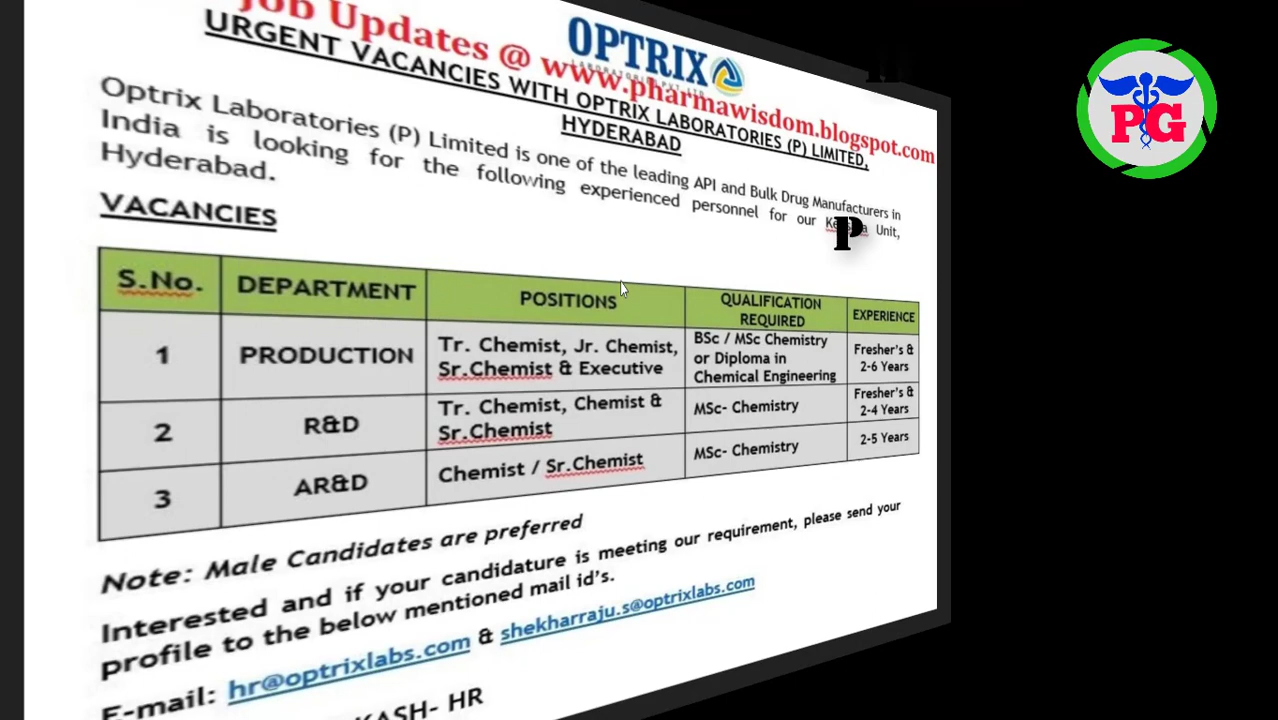 Job Updates @ www.pharmawisdom.blogspot.com
OPTRIX
URGENT VACANCIES WITH OPTRIX LABORATORIES (P) LIMITED,
HYDERABAD
Optrix Laboratories (P) Limited is one of the leading API and Bulk Drug Manufacturers in
India is looking for the following experienced personnel for our Unit,
Hyderabad.
VACANCIES
S.No. DEPARTMENT POSITIONS QUALIFICATION REQUIRED EXPERIENCE
1 PRODUCTION Tr. Chemist, Jr. Chemist, Sr.Chemist & Executive BSc / MSc Chemistry or Diploma in Chemical Engineering Fresher's & 2-6 Years
2 R&D Tr. Chemist, Chemist & Sr.Chemist MSc- Chemistry Fresher's & 2-4 Years
3 AR&D Chemist / Sr.Chemist MSc- Chemistry 2-5 Years
Note: Male Candidates are preferred
Interested and if your candidature is meeting our requirement, please send your
profile to the below mentioned mail id's.
E-mail: hr@optrixlabs.com & shekharraju.s@optrixlabs.com
KASH- HR
P
PG